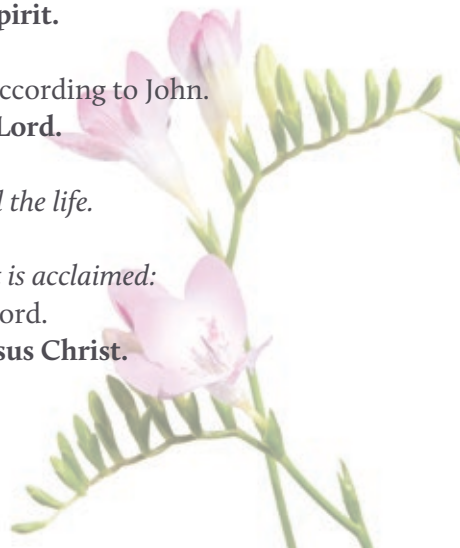 pirit.
ccording to John.
Lord.
l the life.
is acclaimed:
ord.
sus Christ.